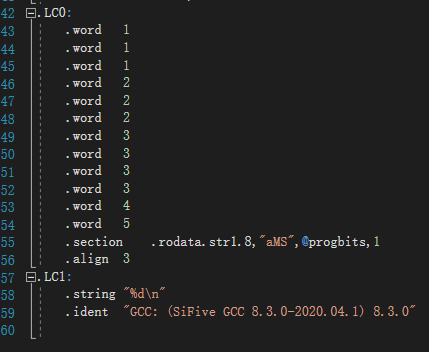 42 .LC0:
43 .word 1
44 .word 1
45 .word 1
46 .word 2
47 .word 2
48 .word 2
49 .word 3
50 .word 3
51 .word 3
52 .word 3
53 .word 4
54 .word 5
55 .section .rodata.str1.8,"aMS",@progbits,1
56 .align 3
57 .LC1:
58 .string "%d\n"
59 .ident "GCC: (SiFive GCC 8.3.0-2020.04.1) 8.3.0"
60